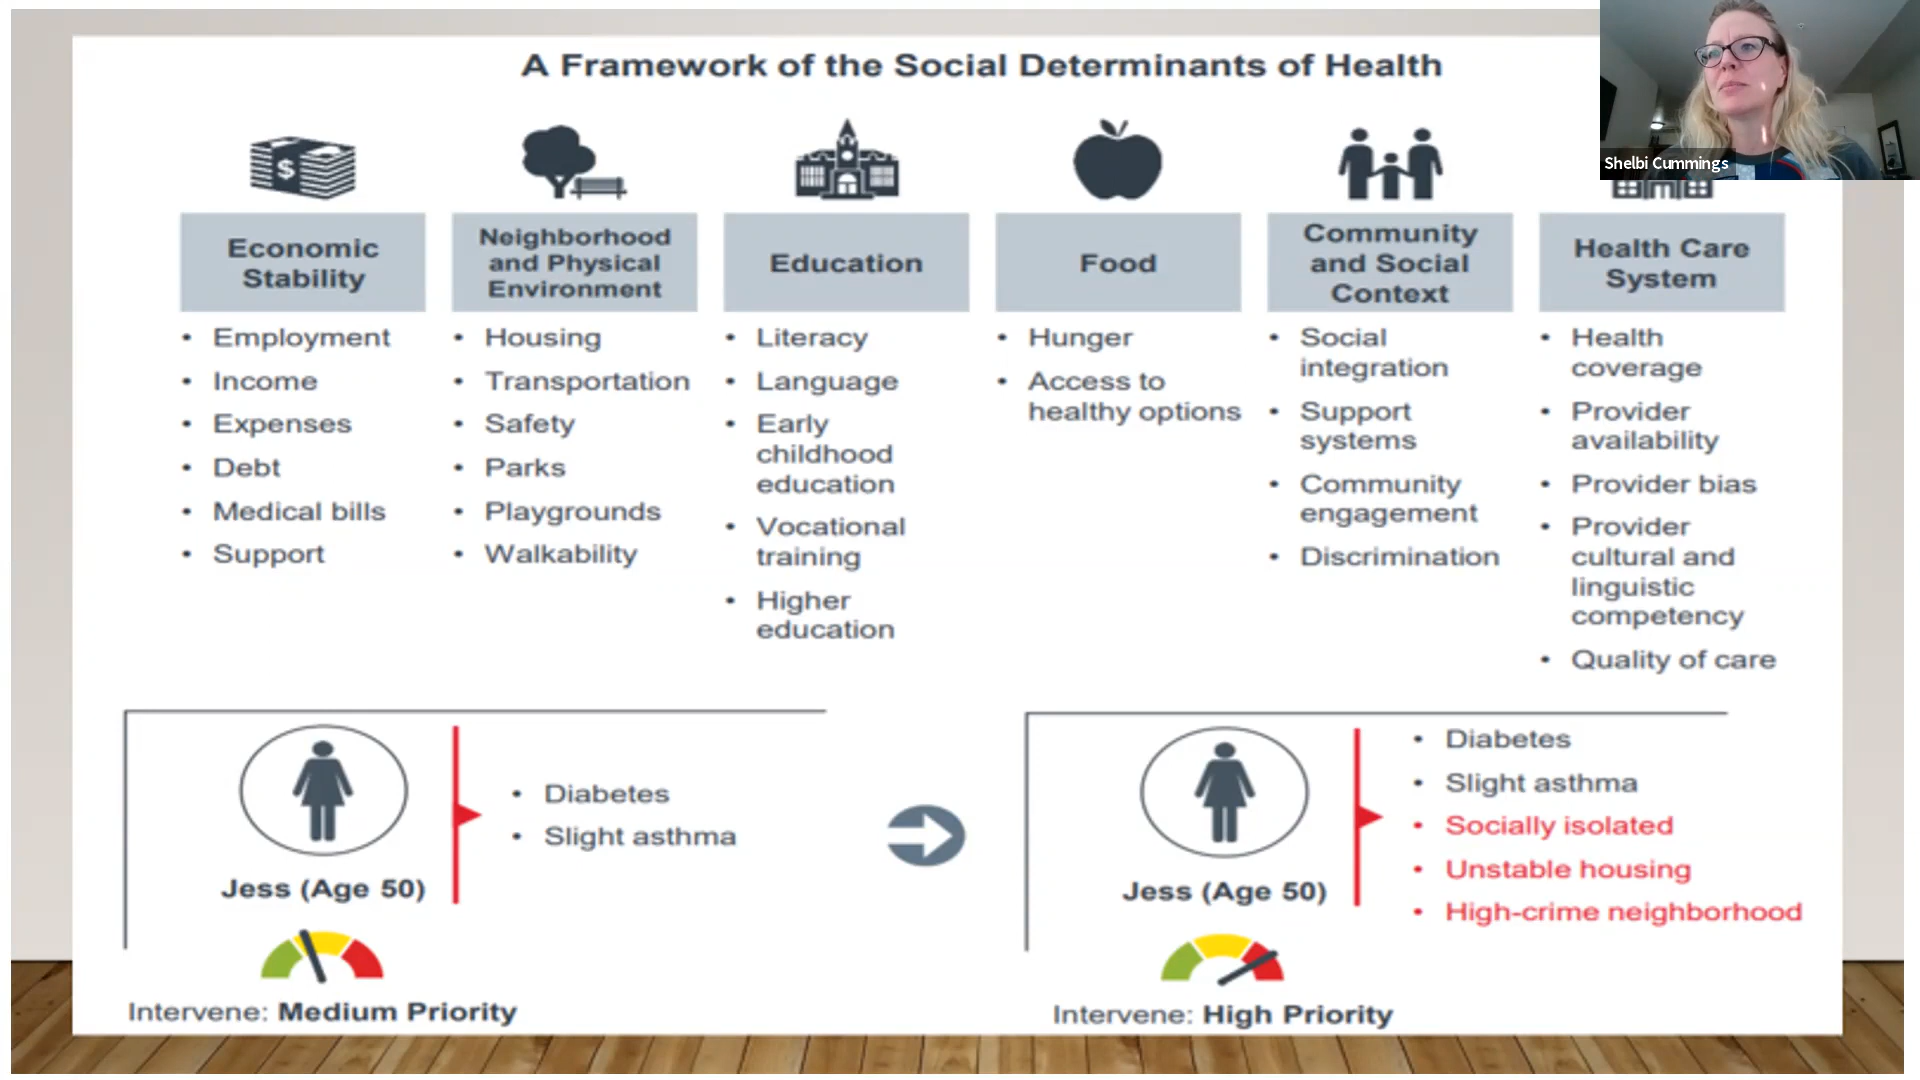 A Framework of the Social Determinants of Health
Shelbi Cummings
$
Economic
Stability
• Employment
• Income
• Expenses
• Debt
• Medical bills
• Support
Neighborhood
and Physical
Environment
• Housing
• Transportation
• Safety
• Parks
• Playgrounds
• Walkability
Education
• Literacy
• Language
• Early
childhood
education
• Vocational
training
• Higher
education
Food
• Hunger
• Access to
healthy options
Community
and Social
Context
• Social
integration
• Support
systems
• Community
engagement
• Discrimination
Health Care
System
• Health
coverage
• Provider
availability
• Provider bias
• Provider
cultural and
linguistic
competency
• Quality of care
Jess (Age 50)
• Diabetes
• Slight asthma
Intervene: Medium Priority
Jess (Age 50)
• Diabetes
• Slight asthma
• Socially isolated
• Unstable housing
• High-crime neighborhood
Intervene: High Priority